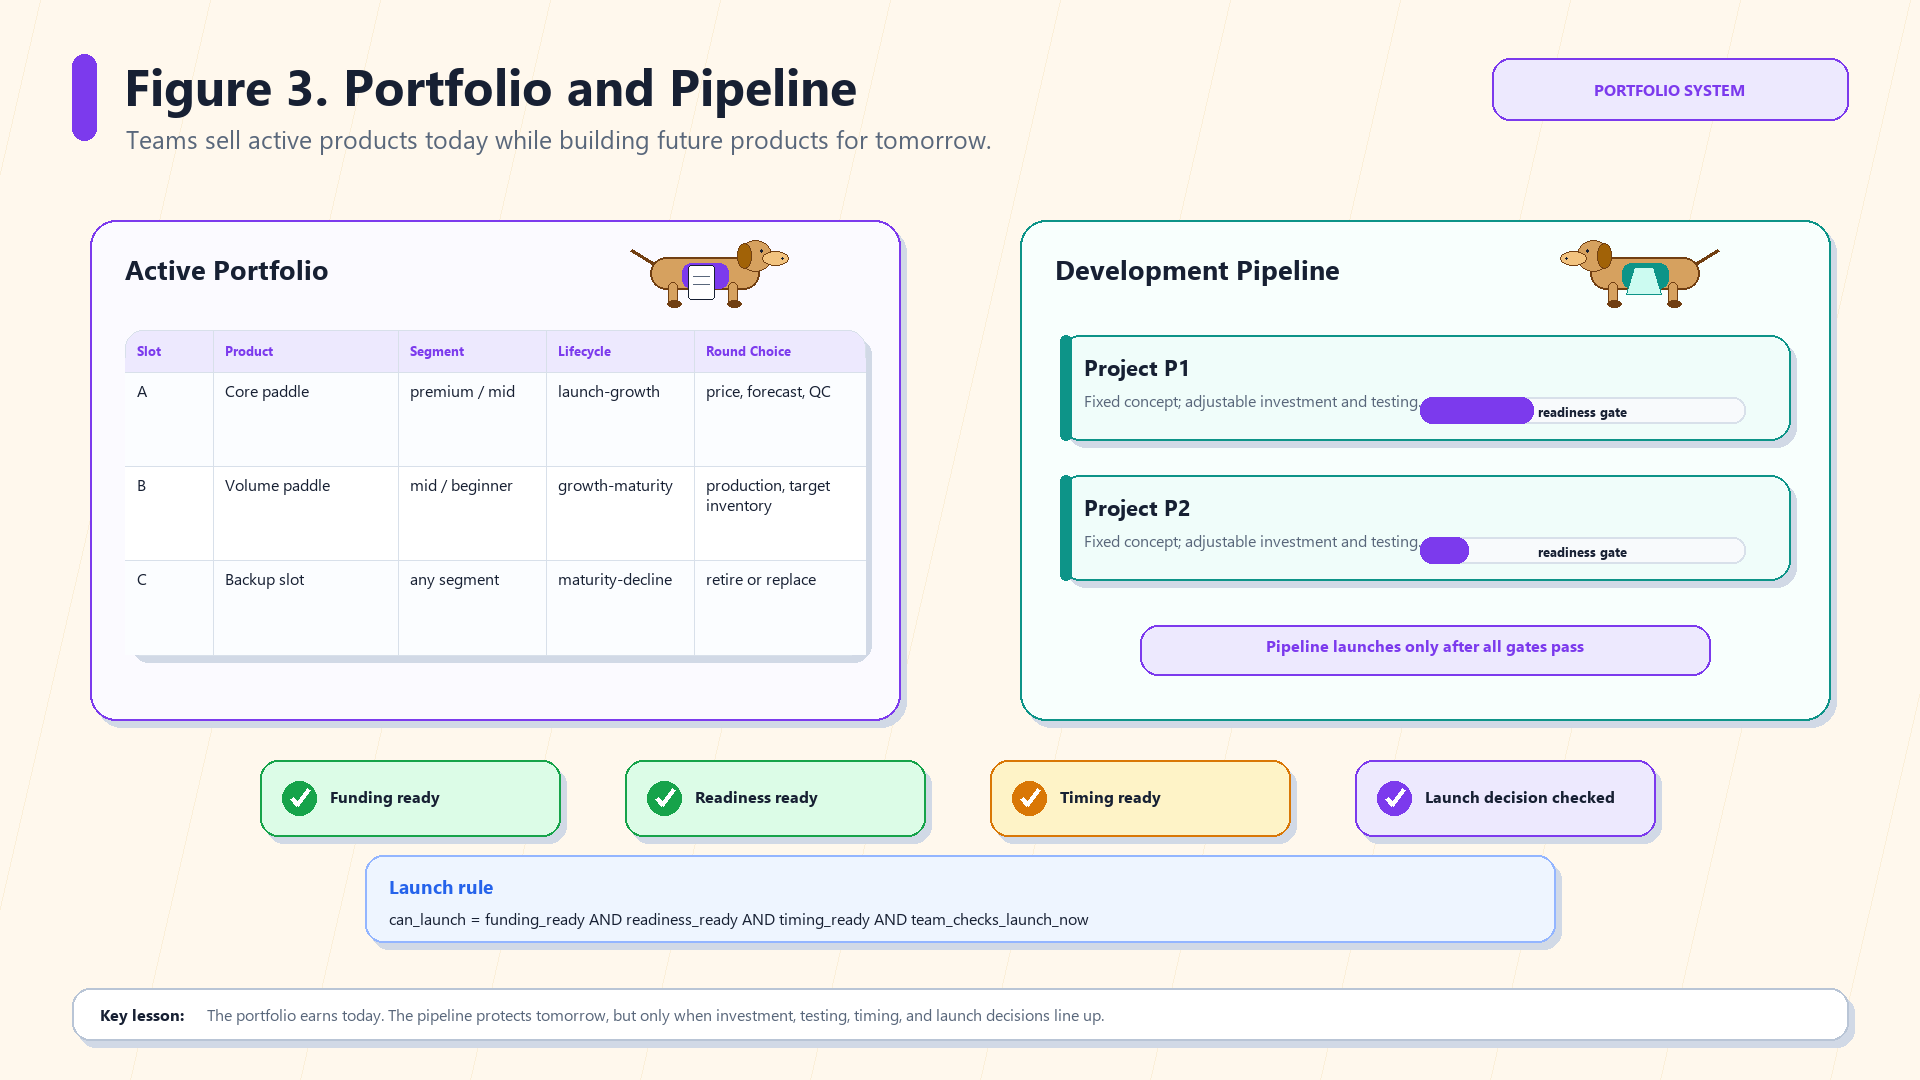 Figure 3. Portfolio and Pipeline
PORTFOLIO SYSTEM
Teams sell active products today while building future products for tomorrow.
Active Portfolio
Slot Product Segment Lifecycle Round Choice
A Core paddle premium / mid launch-growth price, forecast, QC
B Volume paddle mid / beginner growth-maturity production, target
inventory
C Backup slot any segment maturity-decline retire or replace
Development Pipeline
Project P1
Fixed concept; adjustable investment and testing.
readiness gate
Project P2
Fixed concept; adjustable investment and testing.
readiness gate
Pipeline launches only after all gates pass
Funding ready
Readiness ready
Timing ready
Launch decision checked
Launch rule
can_launch = funding_ready AND readiness_ready AND timing_ready AND team_checks_launch_now
Key lesson: The portfolio earns today. The pipeline protects tomorrow, but only when investment, testing, timing, and launch decisions line up.